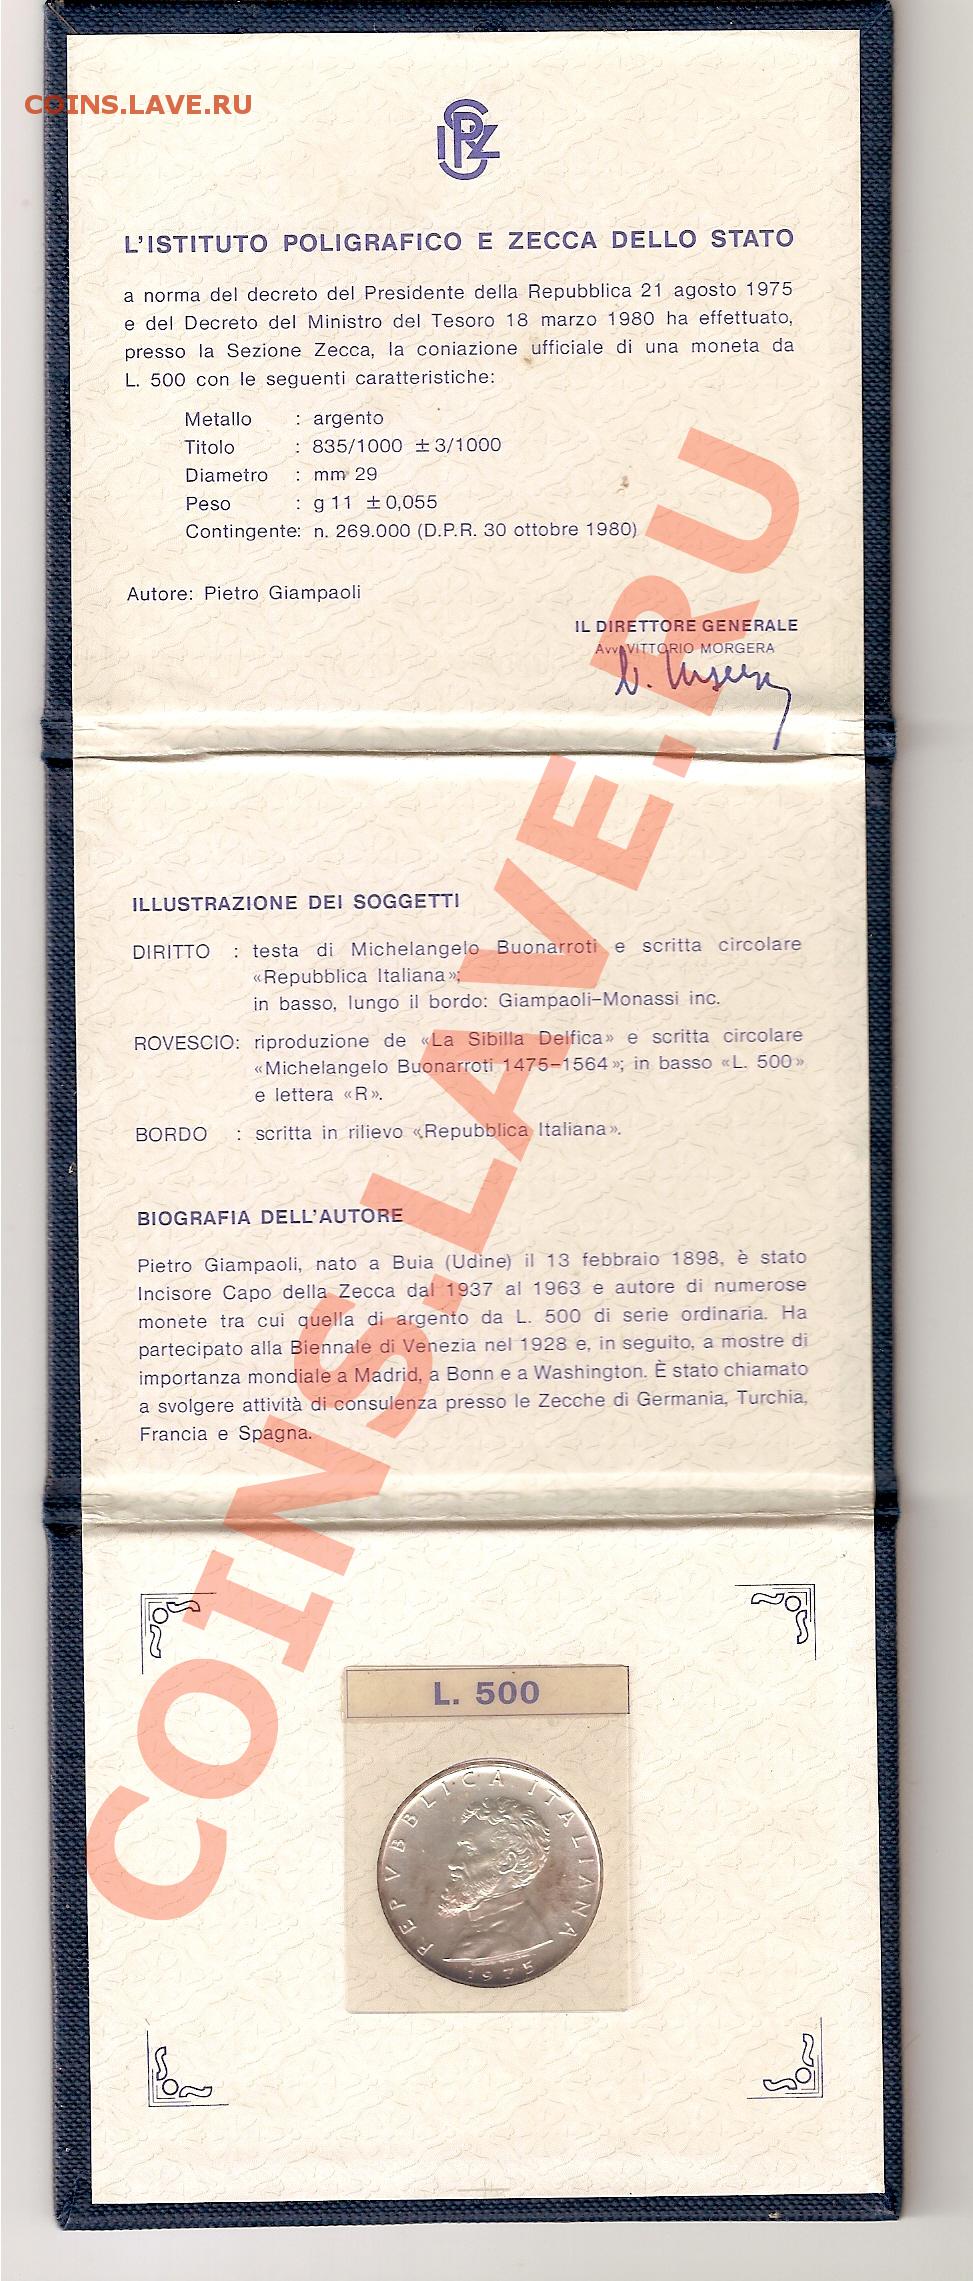 COINS.LAVE.RU
IPZS
L'ISTITUTO POLIGRAFICO E ZECCA DELLO STATO
a norma del decreto del Presidente della Repubblica 21 agosto 1975
e del Decreto del Ministro del Tesoro 18 marzo 1980 ha effettuato,
presso la Sezione Zecca, la coniazione ufficiale di una moneta da
L. 500 con le seguenti caratteristiche:
Metallo : argento
Titolo : 835/1000 ±3/1000
Diametro : mm 29
Peso : g 11 ±0,055
Contingente: n. 269.000 (D.P.R. 30 ottobre 1980)
Autore: Pietro Giampaoli
IL DIRETTORE GENERALE
Avv. VITTORIO MORGERA
ILLUSTRAZIONE DEI SOGGETTI
DIRITTO : testa di Michelangelo Buonarroti e scritta circolare
«Repubblica Italiana»;
in basso, lungo il bordo: Giampaoli–Monassi inc.
ROVESCIO: riproduzione de «La Sibilla Delfica» e scritta circolare
«Michelangelo Buonarroti 1475–1564»; in basso «L. 500»
e lettera «R».
BORDO : scritta in rilievo «Repubblica Italiana».
BIOGRAFIA DELL'AUTORE
Pietro Giampaoli, nato a Buia (Udine) il 13 febbraio 1898, è stato
Incisore Capo della Zecca dal 1937 al 1963 e autore di numerose
monete tra cui quella di argento da L. 500 di serie ordinaria. Ha
partecipato alla Biennale di Venezia nel 1928 e, in seguito, a mostre di
importanza mondiale a Madrid, a Bonn e a Washington. È stato chiamato
a svolgere attività di consulenza presso le Zecche di Germania, Turchia,
Francia e Spagna.
L. 500
REPVBBLICA ITALIANA
1975
COINS.LAVE.RU